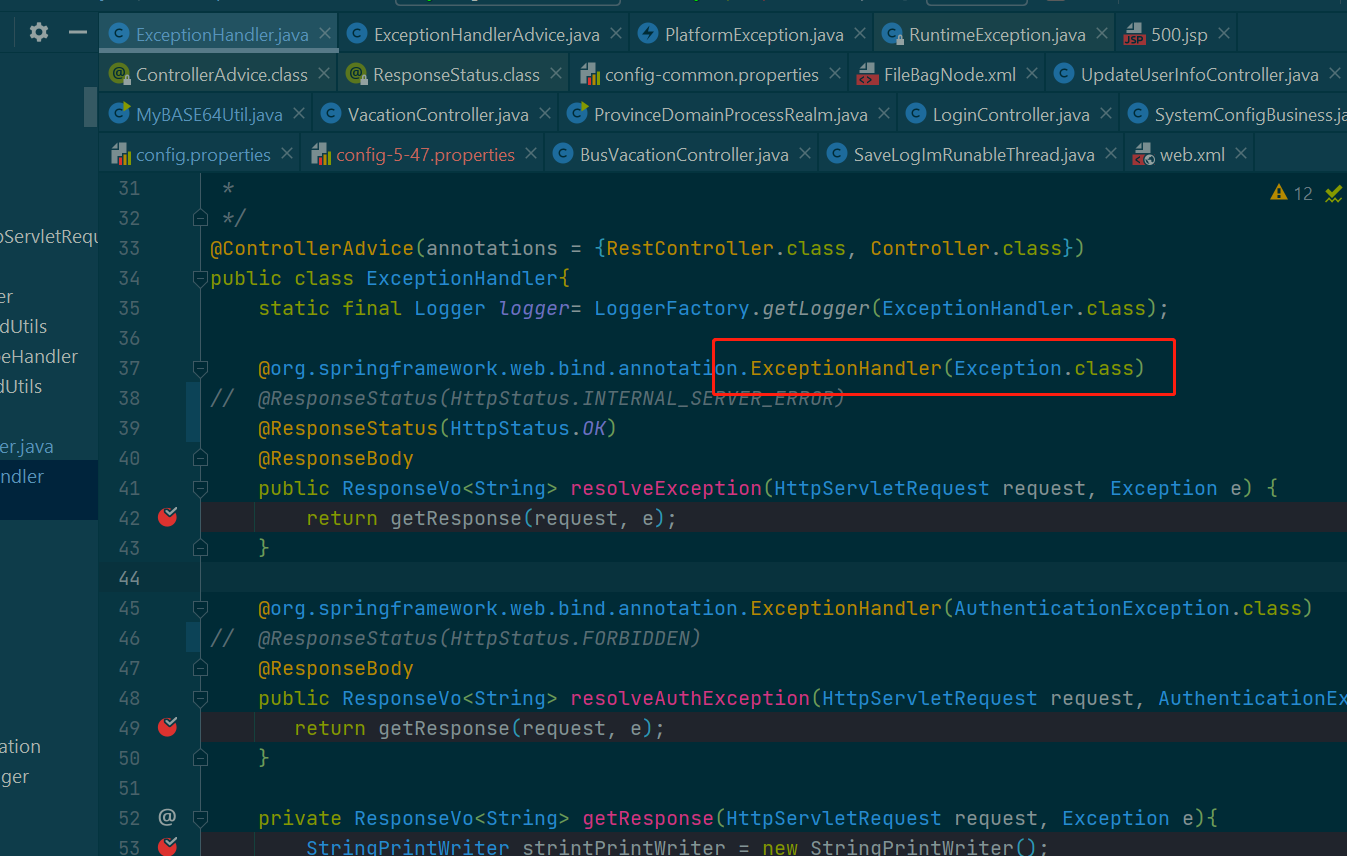 ExceptionHandler.java ExceptionHandlerAdvice.java PlatformException.java RuntimeException.java 500.jsp
ControllerAdvice.class ResponseStatus.class config-common.properties FileBagNode.xml UpdateUserInfoController.java
MyBASE64Util.java VacationController.java ProvinceDomainProcessRealm.java LoginController.java SystemConfigBusiness.ja
config.properties config-5-47.properties BusVacationController.java SaveLogImRunableThread.java web.xml
31 *
12
32 */
oServletRequ
33 @ControllerAdvice(annotations = {RestController.class, Controller.class})
34 public class ExceptionHandler{
er
35 static final Logger logger= LoggerFactory.getLogger(ExceptionHandler.class);
dUtils
36
eHandler
37 @org.springframework.web.bind.annotation.ExceptionHandler(Exception.class)
dUtils
38 // @ResponseStatus(HttpStatus.INTERNAL_SERVER_ERROR)
39 @ResponseStatus(HttpStatus.OK)
er.java
40 @ResponseBody
ndler
41 public ResponseVo<String> resolveException(HttpServletRequest request, Exception e) {
42 return getResponse(request, e);
43 }
44
45 @org.springframework.web.bind.annotation.ExceptionHandler(AuthenticationException.class)
46 // @ResponseStatus(HttpStatus.FORBIDDEN)
47 @ResponseBody
48 public ResponseVo<String> resolveAuthException(HttpServletRequest request, AuthenticationEx
49 return getResponse(request, e);
ation
50 }
ger
51
52 @ private ResponseVo<String> getResponse(HttpServletRequest request, Exception e){
53 StringPrintWriter strintPrintWriter = new StringPrintWriter();